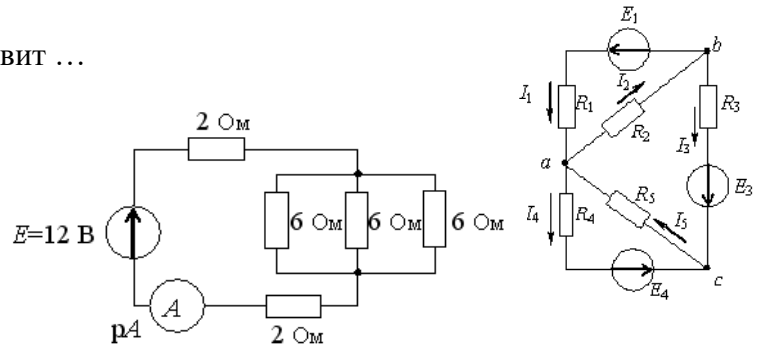 вит …
2 Ом
E=12 В
6 Ом 6 Ом 6 Ом
A
pA
2 Ом
E1
b
I1 R1 I2 R2 R3
I3
a
E3
I4 R4 R5 I5
E4
c